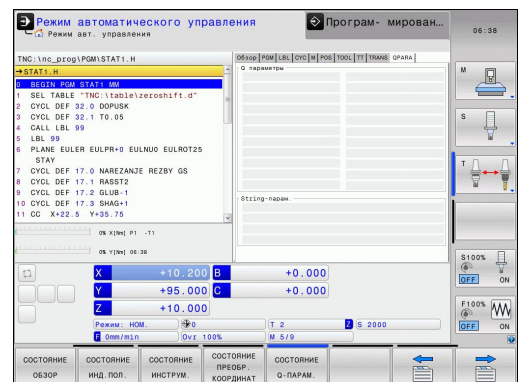 Режим автоматического управления
Режим авт. управления
Програм- мирован...
06:38
TNC:\nc_prog\PGM\STAT1.H
→STAT1.H
0 BEGIN PGM STAT1 MM
1 SEL TABLE "TNC:\table\zeroshift.d"
2 CYCL DEF 32.0 DOPUSK
3 CYCL DEF 32.1 T0.05
4 CALL LBL 99
5 LBL 99
6 PLANE EULER EULPR+0 EULNU0 EULROT25
STAY
7 CYCL DEF 17.0 NAREZANJE REZBY GS
8 CYCL DEF 17.1 RASST2
9 CYCL DEF 17.2 GLUB-1
10 CYCL DEF 17.3 SHAG+1
11 CC X+22.5 Y+35.75
0% X[Nm] P1 -T1
0% Y[Nm] 06:38
Обзор PGM LBL CYC M POS TOOL TT TRANS QPARA
Q параметры
String-парам.
M
S
T
S100%
OFF ON
F100%
OFF ON
X +10.200 B +0.000
Y +95.000 C +0.000
Z +10.000
Режим: НОМ. 0 T 2 Z S 2000
F 0mm/min Ovr 100% M 5/9
СОСТОЯНИЕ
ОБЗОР
СОСТОЯНИЕ
ИНД.ПОЛ.
СОСТОЯНИЕ
ИНСТРУМ.
СОСТОЯНИЕ
ПРЕОБР.
КООРДИНАТ
СОСТОЯНИЕ
Q-ПАРАМ.